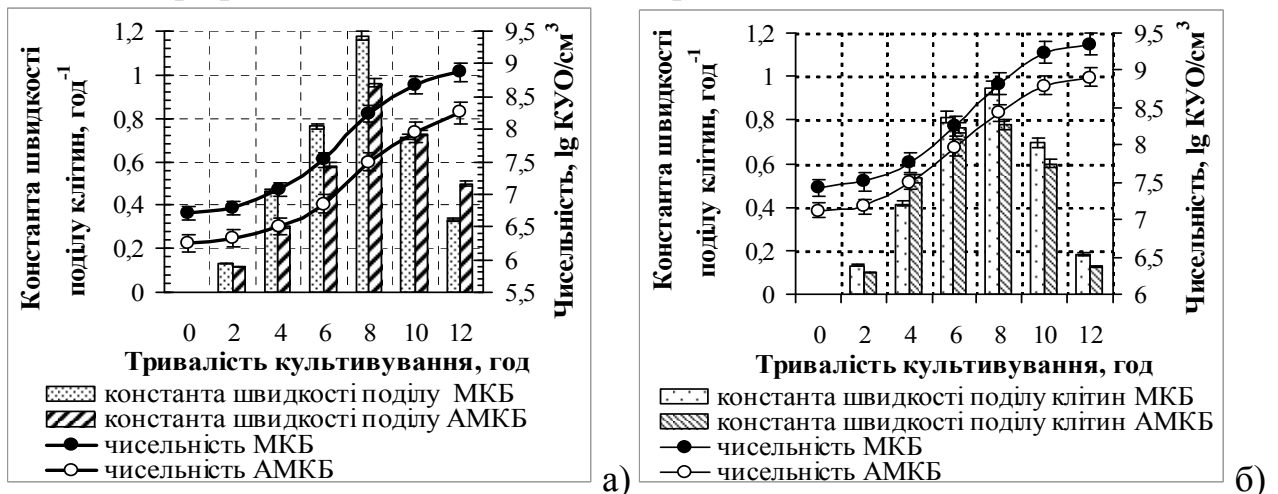 Константа швидкості
поділу клітин, год⁻¹
1,2
1
0,8
0,6
0,4
0,2
0
9,5
9
8,5
8
7,5
7
6,5
6
5,5
Чисельність, lg КУО/см³
0 2 4 6 8 10 12
Тривалість культивування, год
константа швидкості поділу МКБ
константа швидкості поділу АМКБ
чисельність МКБ
чисельність АМКБ
а)
Константа швидкості
поділу клітин, год⁻¹
1,2
1
0,8
0,6
0,4
0,2
0
9,5
9
8,5
8
7,5
7
6,5
6
Чисельність, lg КУО/см³
0 2 4 6 8 10 12
Тривалість культивування, год
константа швидкості поділу клітин МКБ
константа швидкості поділу клітин АМКБ
чисельність МКБ
чисельність АМКБ
б)